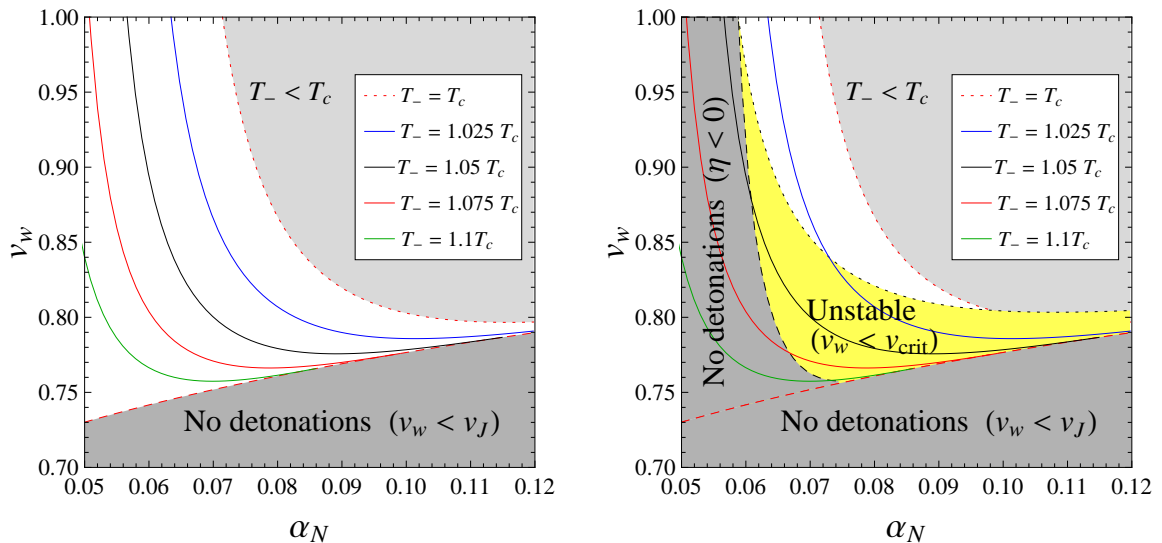 1.00
0.95
0.90
0.85
0.80
0.75
0.70
v_w
T_− < T_c
T_− = T_c
T_− = 1.025 T_c
T_− = 1.05 T_c
T_− = 1.075 T_c
T_− = 1.1T_c
No detonations (v_w < v_J)
0.05 0.06 0.07 0.08 0.09 0.10 0.11 0.12
α_N
1.00
0.95
0.90
0.85
0.80
0.75
0.70
v_w
No detonations (η < 0)
T_− < T_c
T_− = T_c
T_− = 1.025 T_c
T_− = 1.05 T_c
T_− = 1.075 T_c
T_− = 1.1T_c
Unstable
(v_w < v_crit)
No detonations (v_w < v_J)
0.05 0.06 0.07 0.08 0.09 0.10 0.11 0.12
α_N